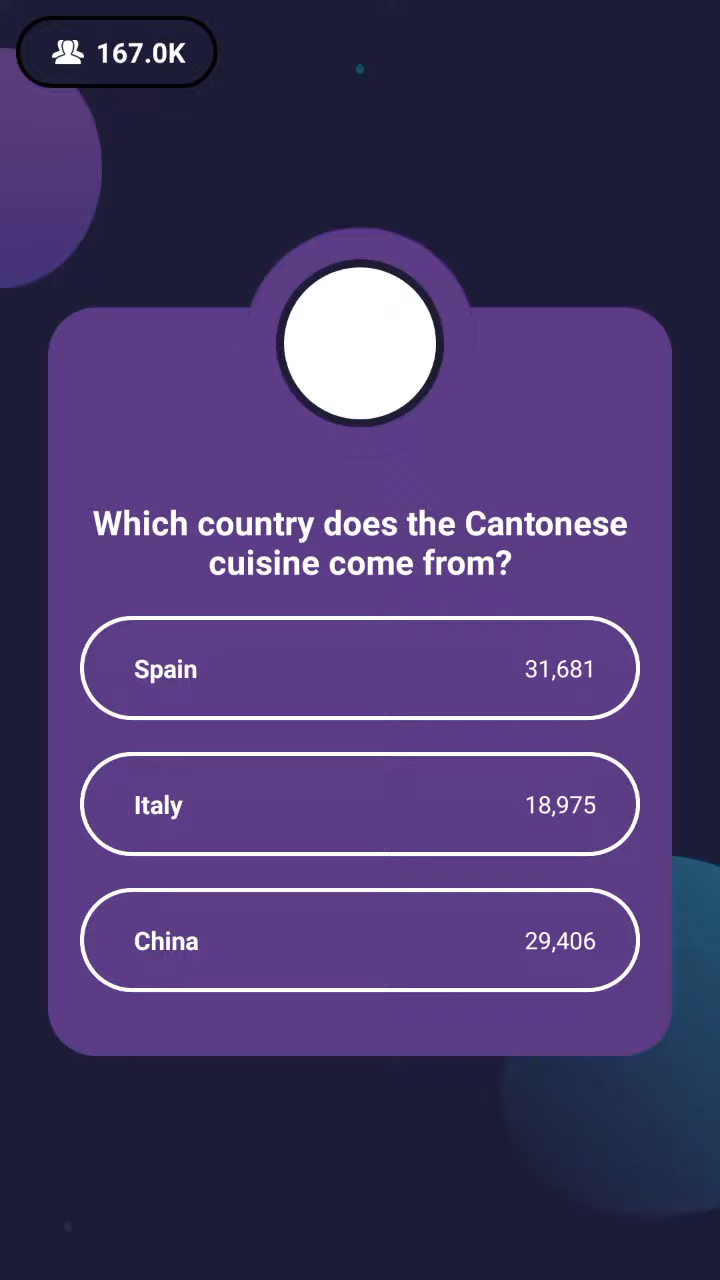 167.0K
Which country does the Cantonese
cuisine come from?
Spain 31,681
Italy 18,975
China 29,406